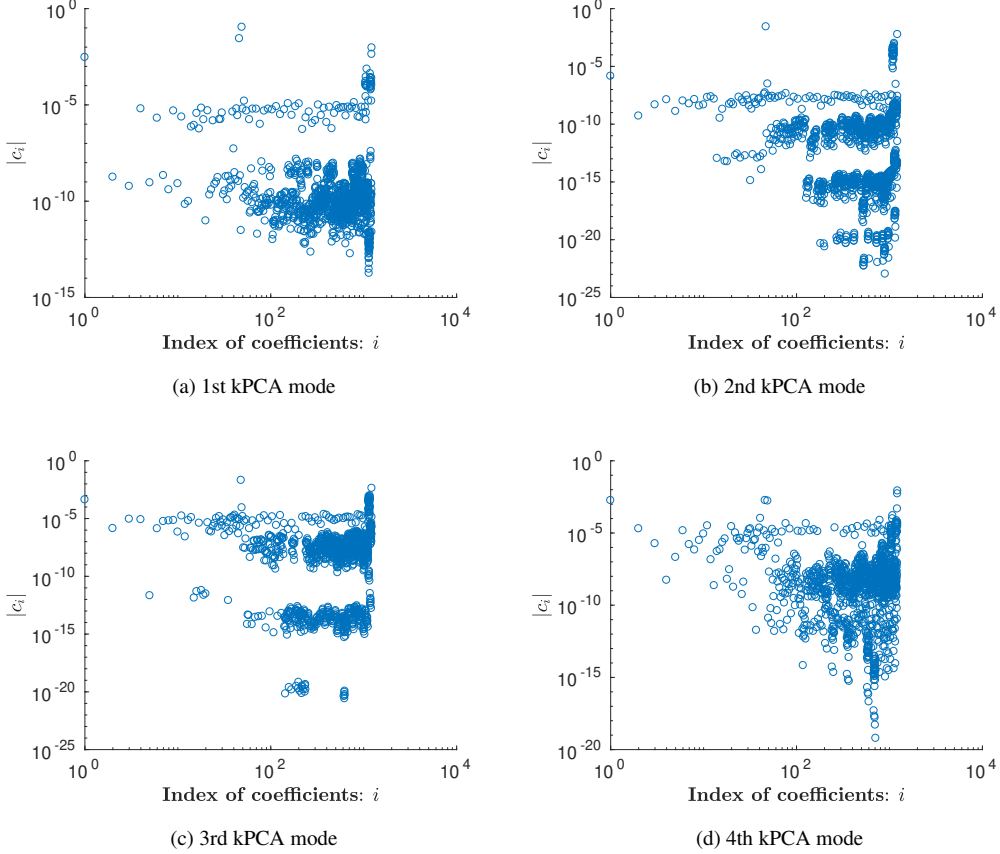 10^0
10^-5
10^-10
10^-15
|c_i|
10^0
10^2
10^4
Index of coefficients: i
(a) 1st kPCA mode
10^0
10^-5
10^-10
10^-15
10^-20
10^-25
|c_i|
10^0
10^2
10^4
Index of coefficients: i
(b) 2nd kPCA mode
10^0
10^-5
10^-10
10^-15
10^-20
10^-25
|c_i|
10^0
10^2
10^4
Index of coefficients: i
(c) 3rd kPCA mode
10^0
10^-5
10^-10
10^-15
10^-20
|c_i|
10^0
10^2
10^4
Index of coefficients: i
(d) 4th kPCA mode